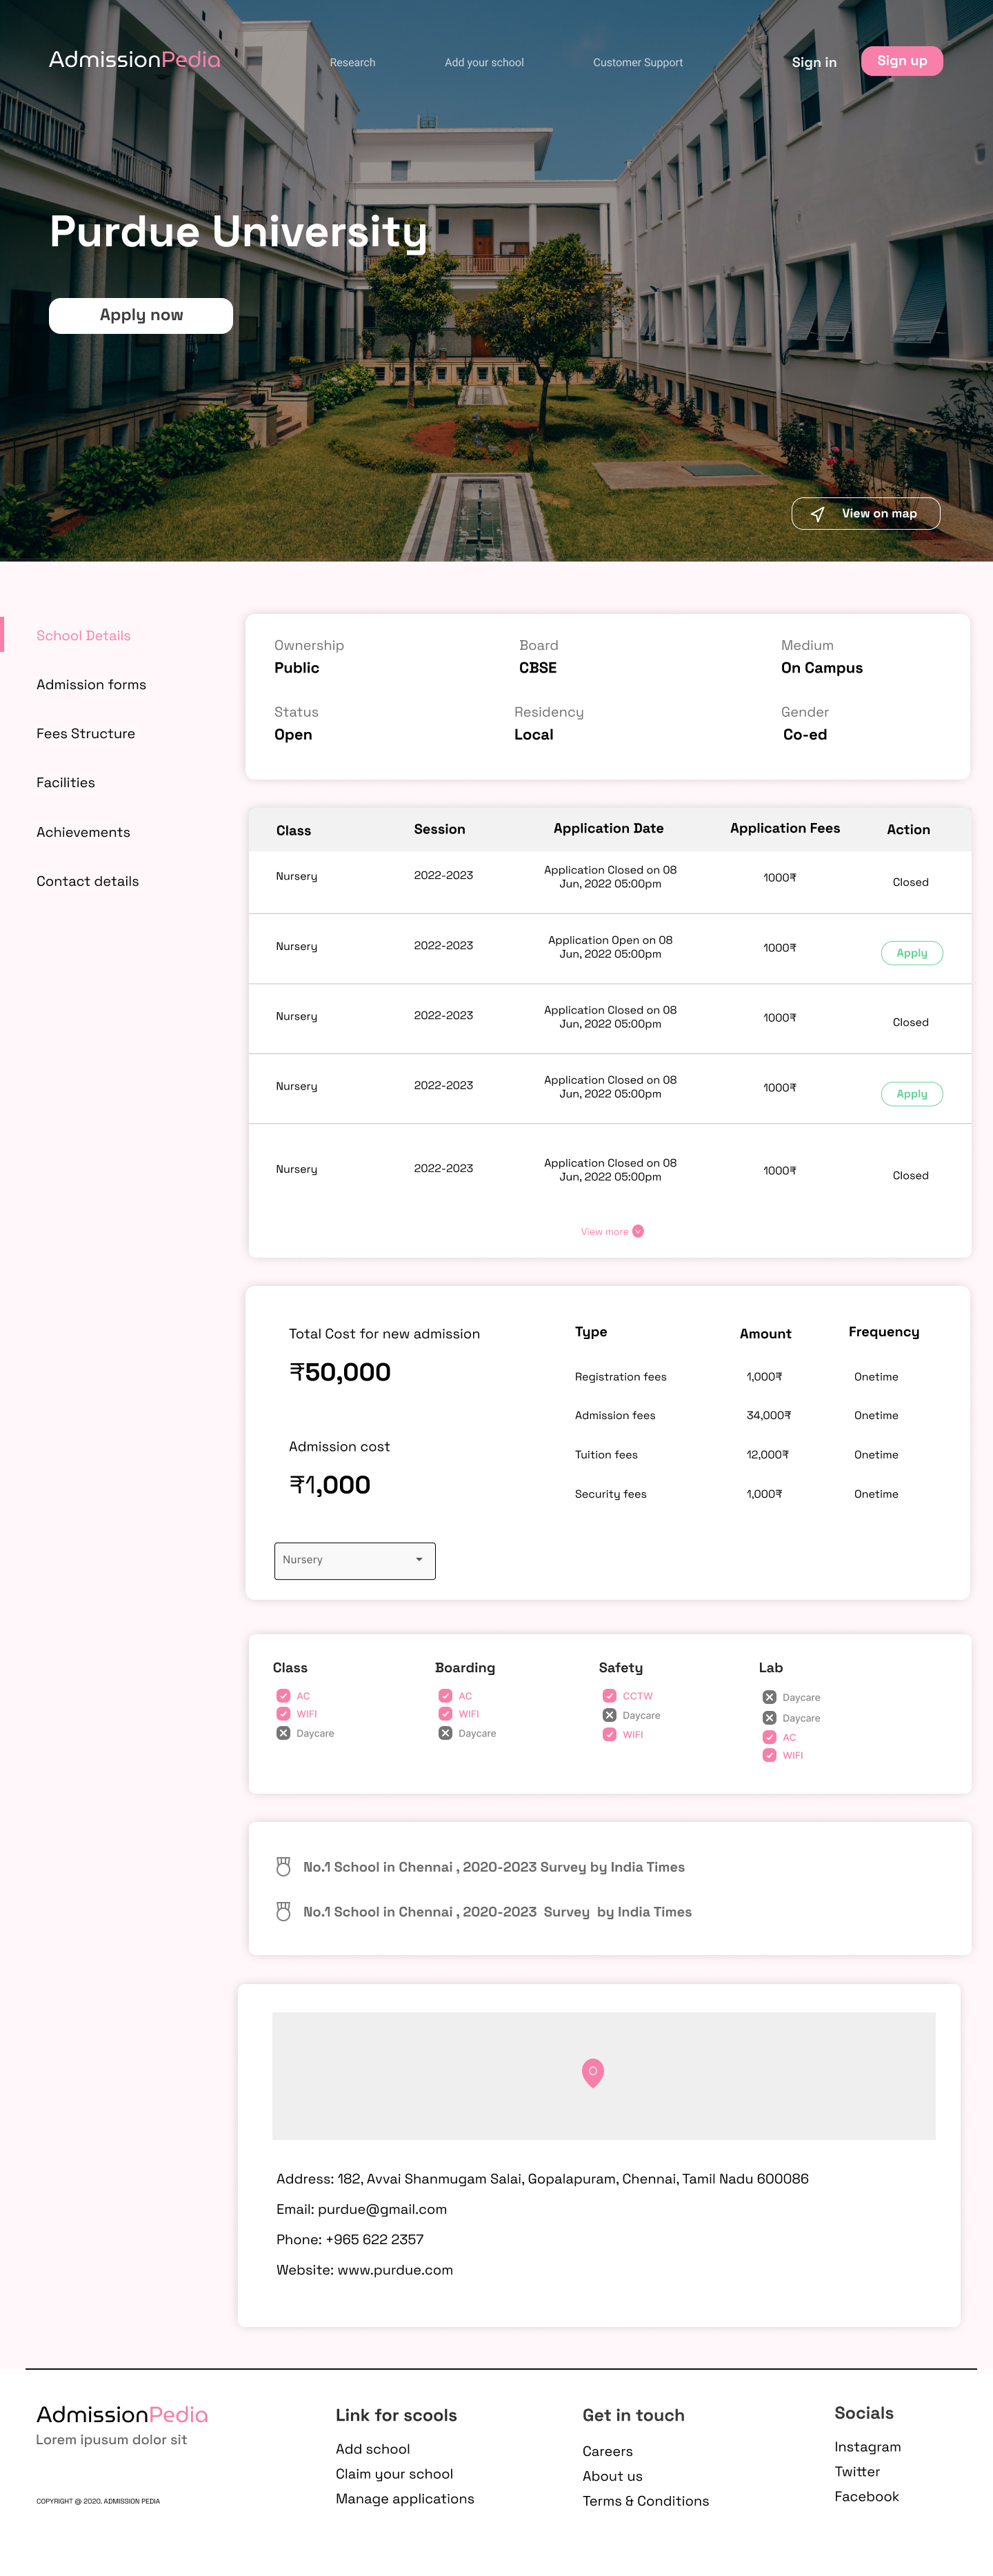 AdmissionPedia
Research
Add your school
Customer Support
Sign in
Sign up
Purdue University
Apply now
View on map
School Details
Admission forms
Fees Structure
Facilities
Achievements
Contact details
Ownership
Public
Board
CBSE
Medium
On Campus
Status
Open
Residency
Local
Gender
Co-ed
Class Session Application Date Application Fees Action
Nursery 2022-2023 Application Closed on 08
Jun, 2022 05:00pm 1000₹ Closed
Nursery 2022-2023 Application Open on 08
Jun, 2022 05:00pm 1000₹ Apply
Nursery 2022-2023 Application Closed on 08
Jun, 2022 05:00pm 1000₹ Closed
Nursery 2022-2023 Application Closed on 08
Jun, 2022 05:00pm 1000₹ Apply
Nursery 2022-2023 Application Closed on 08
Jun, 2022 05:00pm 1000₹ Closed
View more
Total Cost for new admission
₹50,000
Admission cost
₹1,000
Nursery
Type Amount Frequency
Registration fees 1,000₹ Onetime
Admission fees 34,000₹ Onetime
Tuition fees 12,000₹ Onetime
Security fees 1,000₹ Onetime
Class
AC
WIFI
Daycare
Boarding
AC
WIFI
Daycare
Safety
CCTW
Daycare
WIFI
Lab
Daycare
Daycare
AC
WIFI
No.1 School in Chennai , 2020-2023 Survey by India Times
No.1 School in Chennai , 2020-2023 Survey by India Times
Address: 182, Avvai Shanmugam Salai, Gopalapuram, Chennai, Tamil Nadu 600086
Email: purdue@gmail.com
Phone: +965 622 2357
Website: www.purdue.com
AdmissionPedia
Lorem ipusum dolor sit
COPYRIGHT @ 2020. ADMISSION PEDIA
Link for scools
Add school
Claim your school
Manage applications
Get in touch
Careers
About us
Terms & Conditions
Socials
Instagram
Twitter
Facebook